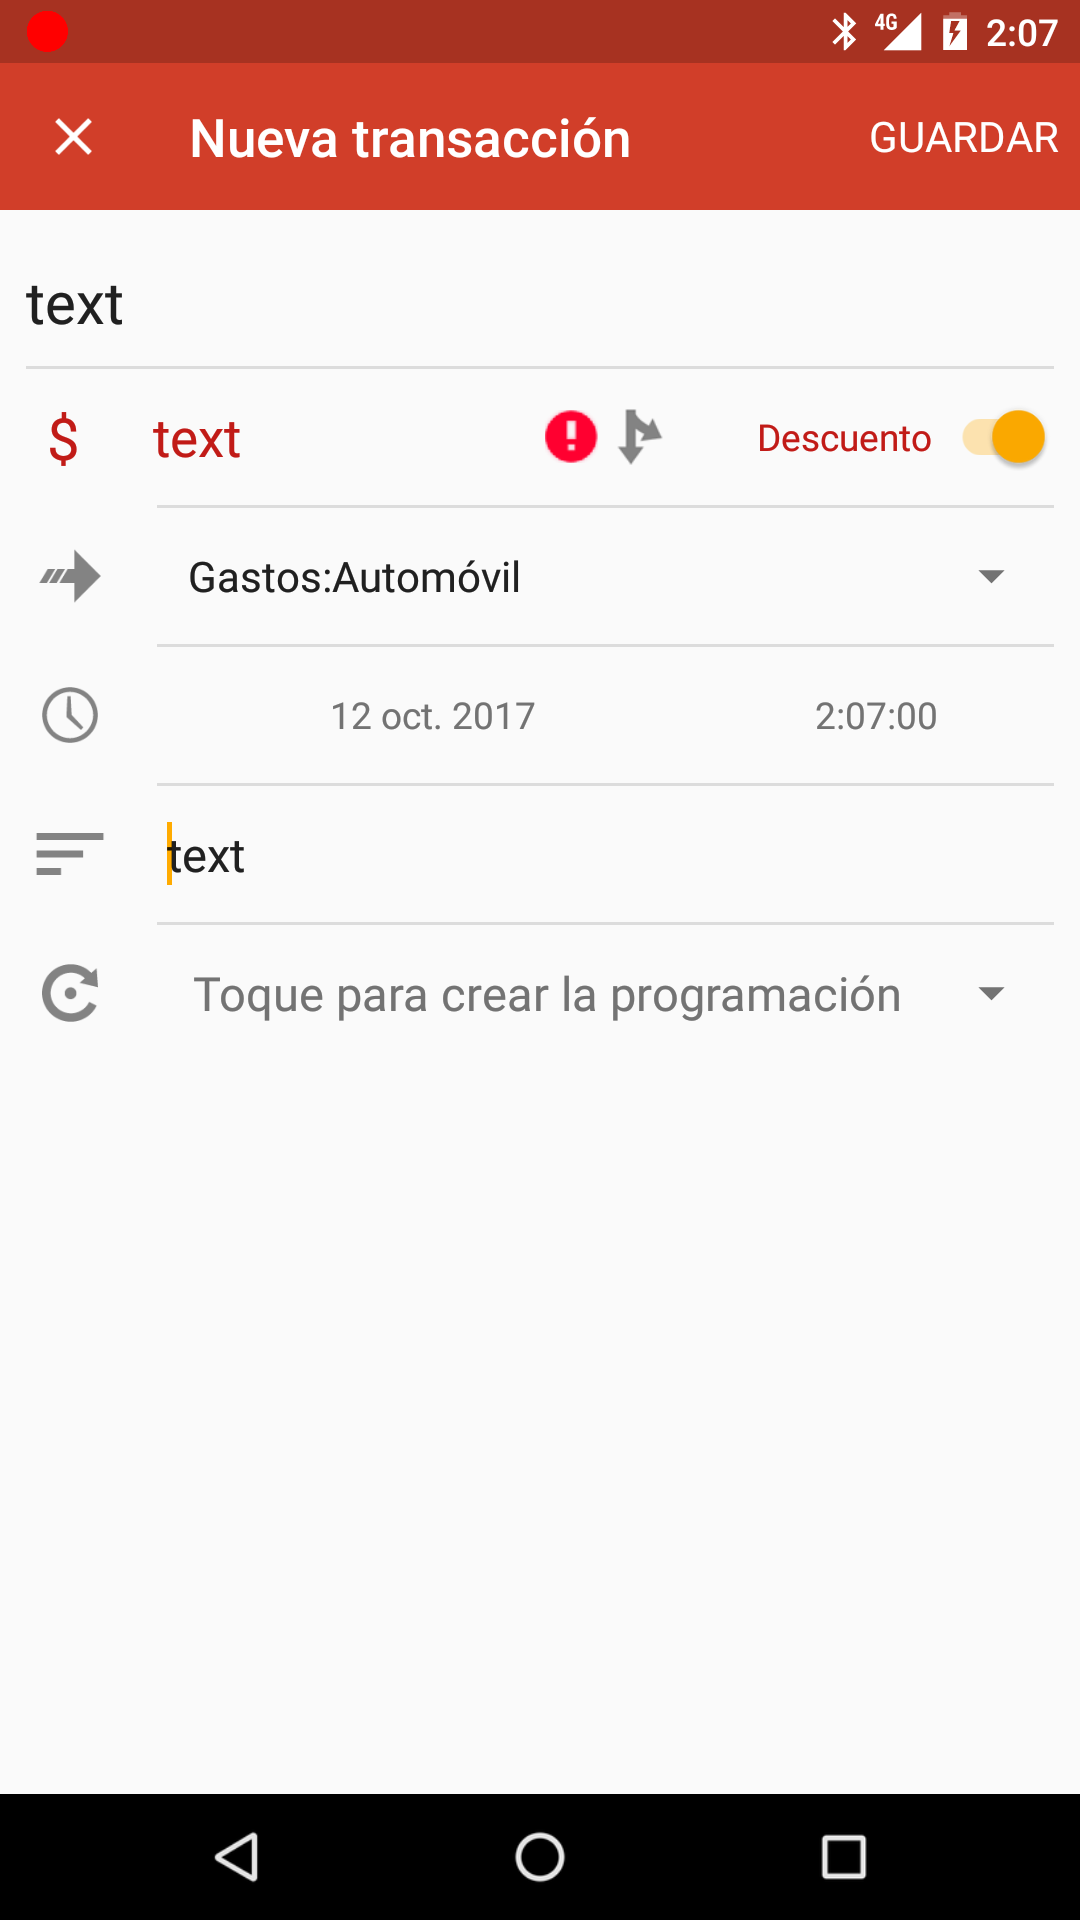 4G 2:07
Nueva transacción GUARDAR
text
$ text Descuento
Gastos:Automóvil
12 oct. 2017 2:07:00
text
Toque para crear la programación